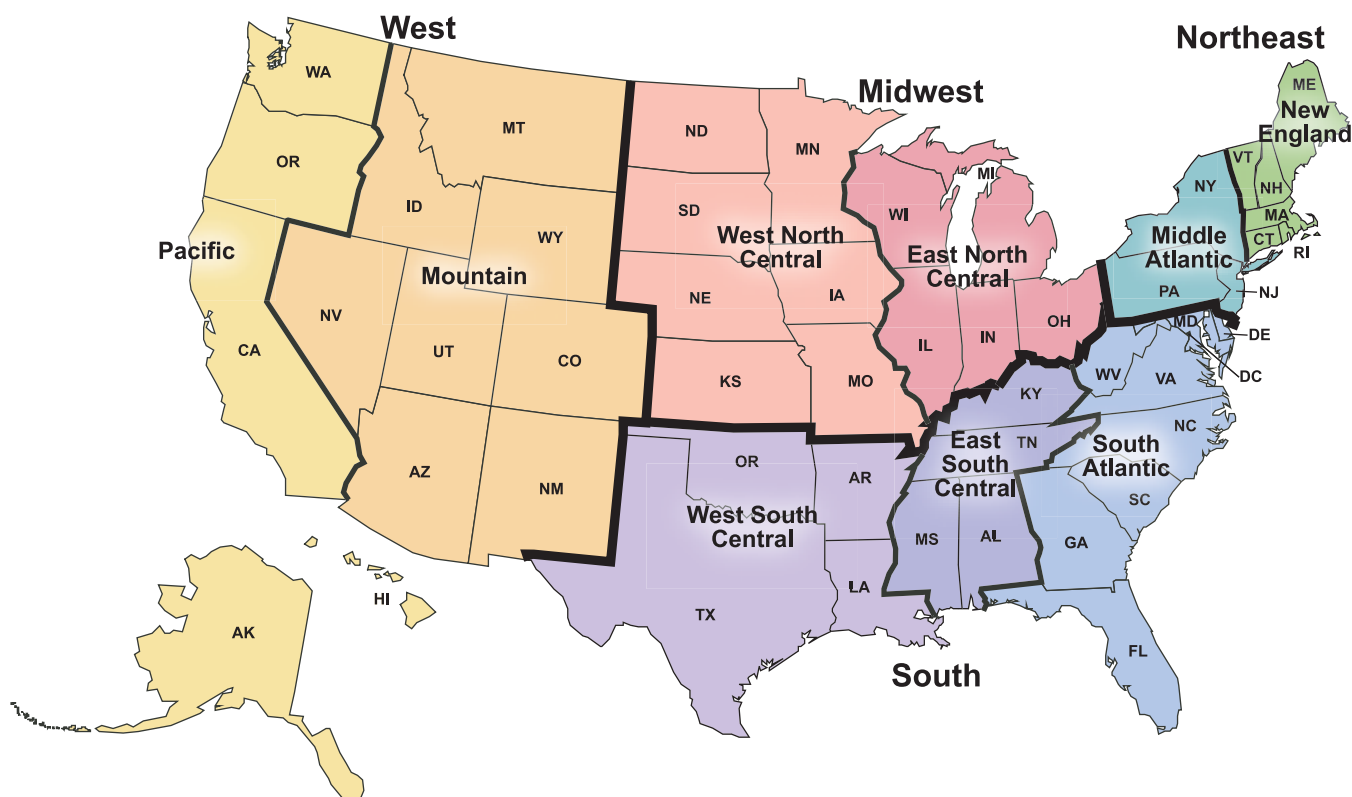 West
Northeast
Midwest
WA
ME
New
England
MT
ND
MN
OR
VT
MI
NY
NH
ID
SD
WI
MA
WY
West North
Central
Middle
Atlantic
CT
RI
Pacific
Mountain
East North
Central
NE
IA
PA
NJ
NV
OH
MD
DE
CA
UT
CO
IL
IN
DC
KS
MO
WV
VA
KY
NC
East
South
Central
TN
South
Atlantic
OR
AZ
NM
AR
SC
West South
Central
MS
AL
GA
LA
HI
TX
AK
FL
South